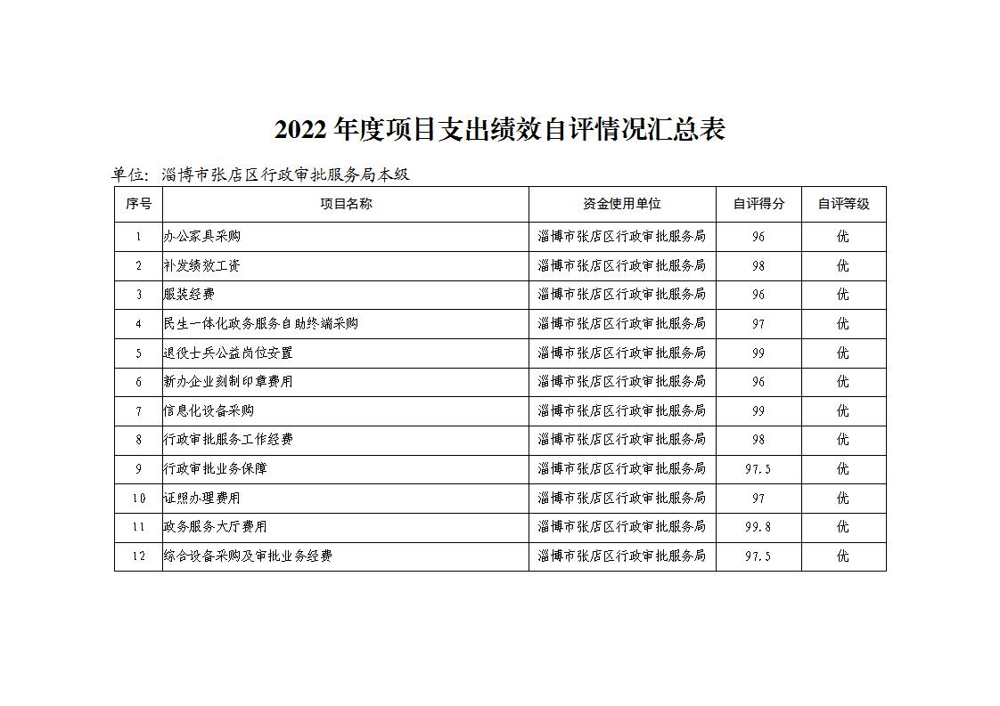 2022 年度项目支出绩效自评情况汇总表
单位: 淄博市张店区行政审批服务局本级
序号 项目名称 资金使用单位 自评得分 自评等级
1 办公家具采购 淄博市张店区行政审批服务局 96 优
2 补发绩效工资 淄博市张店区行政审批服务局 98 优
3 服装经费 淄博市张店区行政审批服务局 96 优
4 民生一体化政务服务自助终端采购 淄博市张店区行政审批服务局 97 优
5 退役士兵公益岗位安置 淄博市张店区行政审批服务局 99 优
6 新办企业刻制印章费用 淄博市张店区行政审批服务局 96 优
7 信息化设备采购 淄博市张店区行政审批服务局 99 优
8 行政审批服务工作经费 淄博市张店区行政审批服务局 98 优
9 行政审批业务保障 淄博市张店区行政审批服务局 97.5 优
10 证照办理费用 淄博市张店区行政审批服务局 97 优
11 政务服务大厅费用 淄博市张店区行政审批服务局 99.8 优
12 综合设备采购及审批业务经费 淄博市张店区行政审批服务局 97.5 优